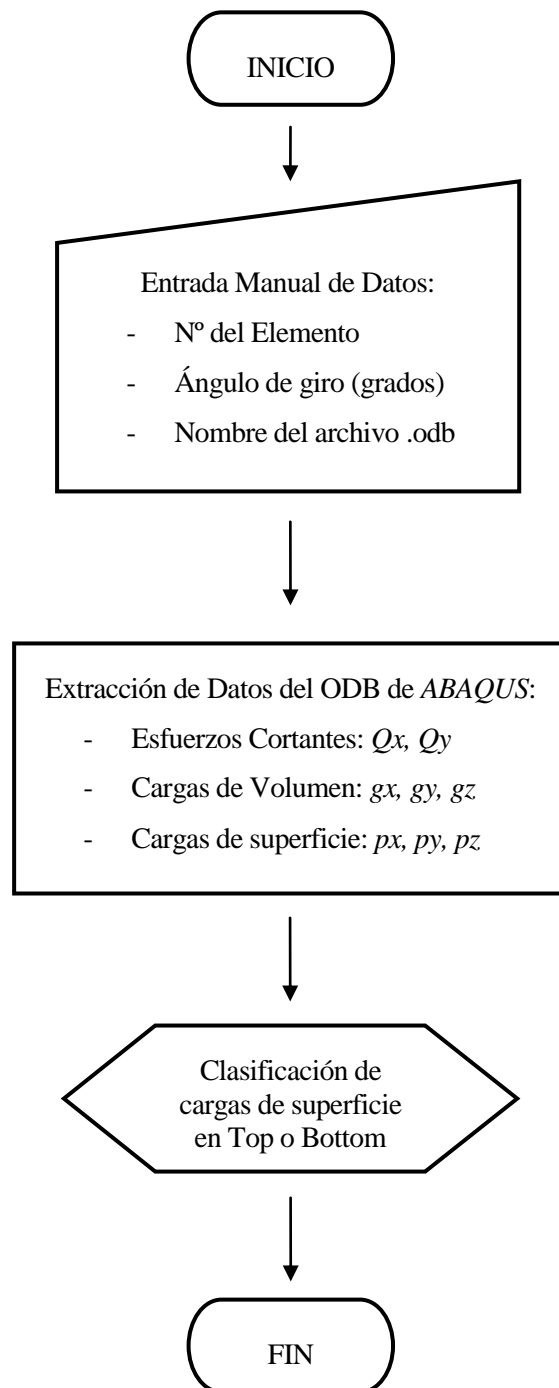 INICIO
Entrada Manual de Datos:
- Nº del Elemento
- Ángulo de giro (grados)
- Nombre del archivo .odb
Extracción de Datos del ODB de ABAQUS:
- Esfuerzos Cortantes: Qx, Qy
- Cargas de Volumen: gx, gy, gz
- Cargas de superficie: px, py, pz
Clasificación de
cargas de superficie
en Top o Bottom
FIN